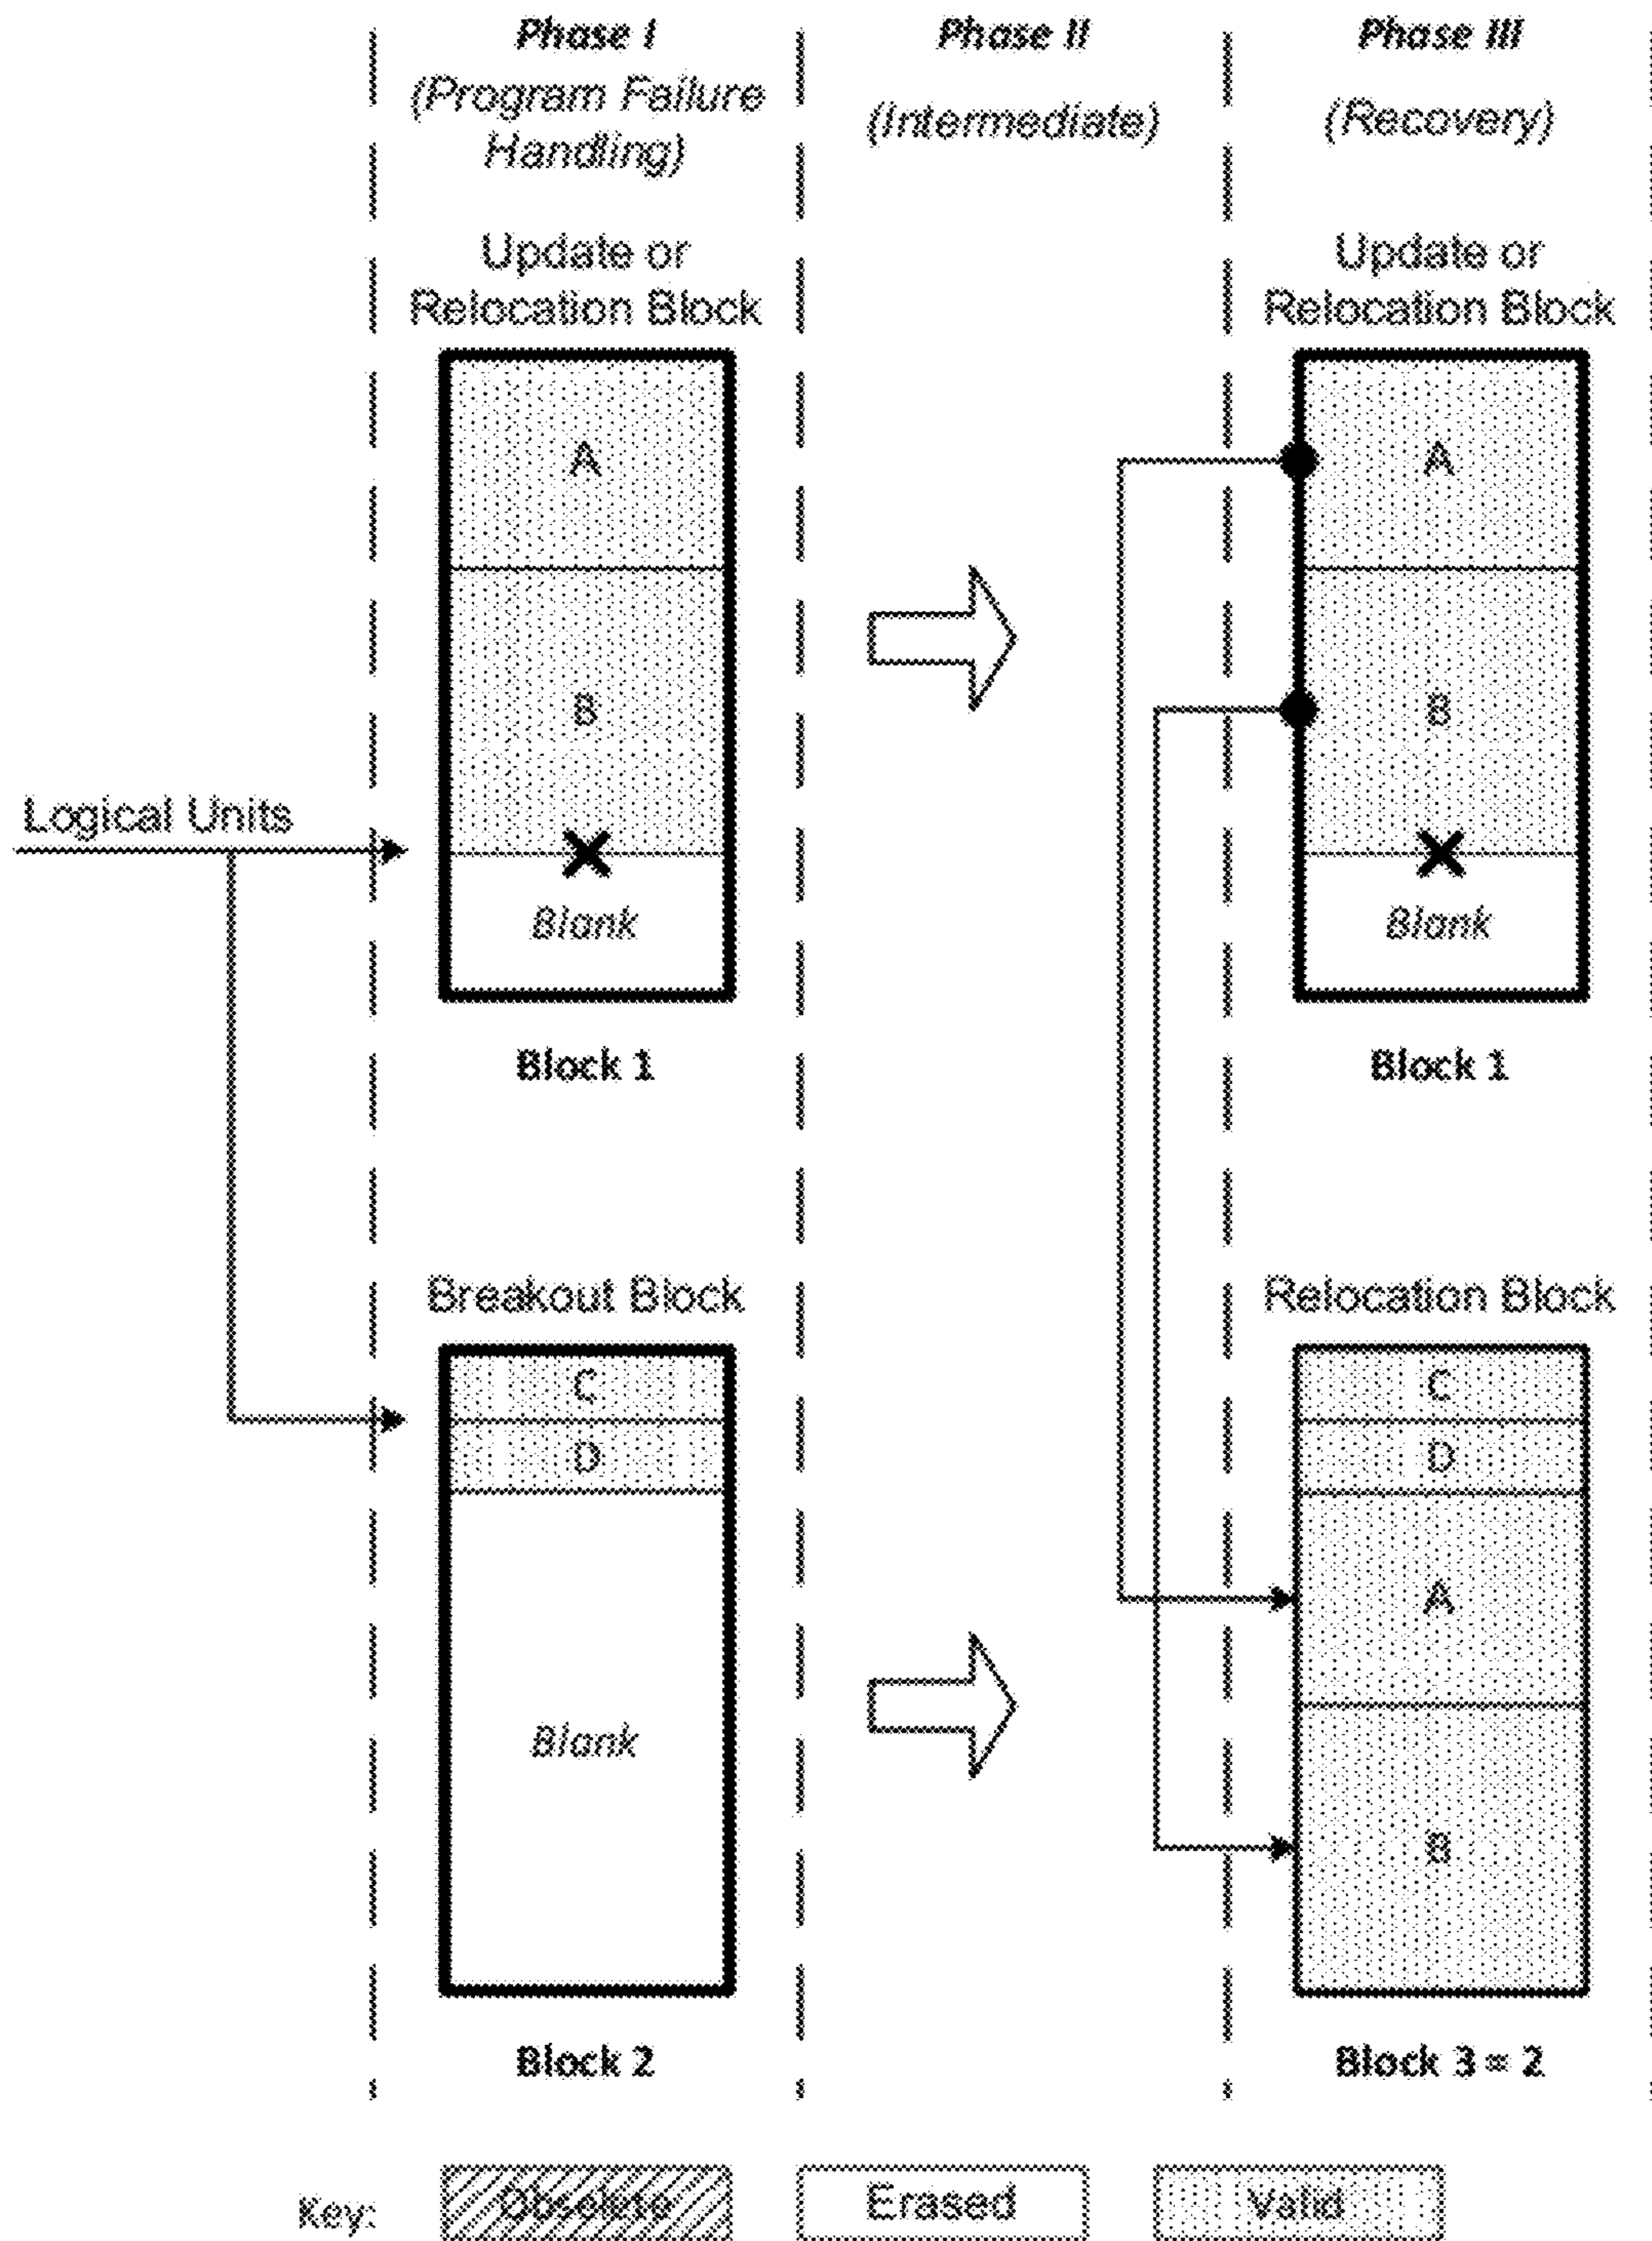 Phase I
(Program Failure
Handling)
Phase II
(Intermediate)
Phase III
(Recovery)
Update or
Relocation Block
Update or
Relocation Block
A
A
B
B
Logical Units
Blank
Blank
Block 1
Block 1
Breakout Block
Relocation Block
C
C
D
D
A
Blank
B
Block 2
Block 3 = 2
Key:
Obsolete
Erased
Valid